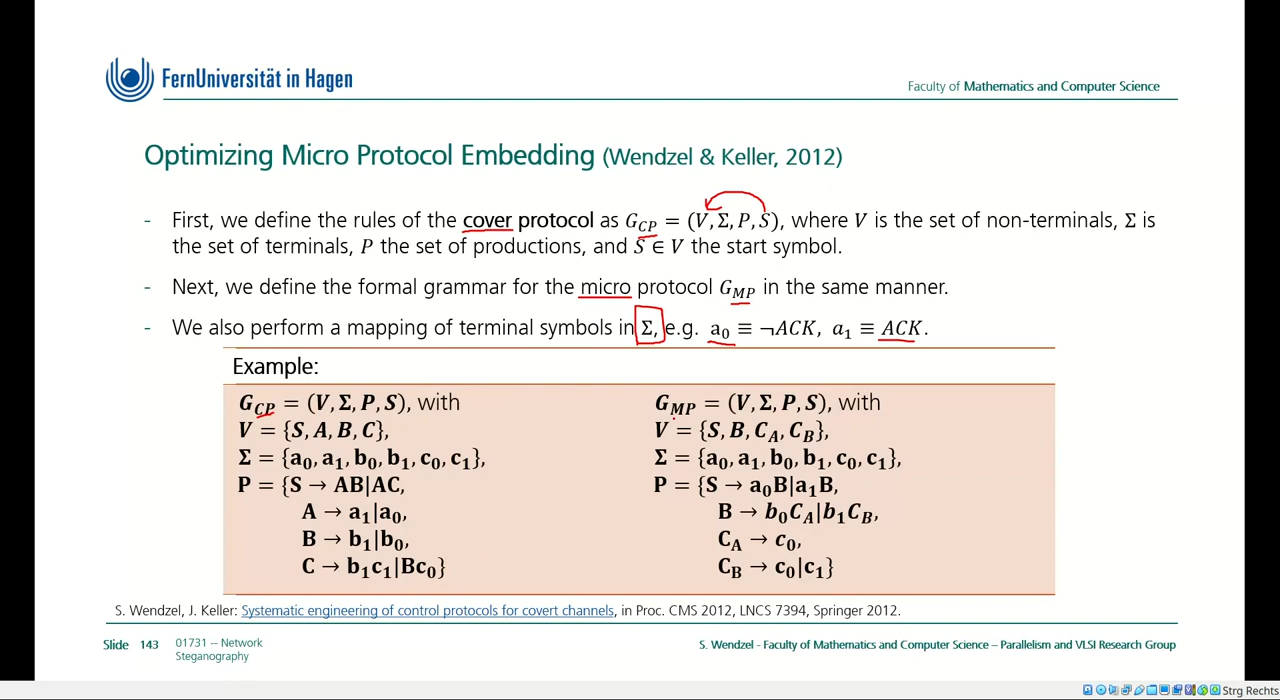 FernUniversität in Hagen
Faculty of Mathematics and Computer Science
Optimizing Micro Protocol Embedding (Wendzel & Keller, 2012)
- First, we define the rules of the cover protocol as G_CP = (V, Σ, P, S), where V is the set of non-terminals, Σ is
the set of terminals, P the set of productions, and S ∈ V the start symbol.
- Next, we define the formal grammar for the micro protocol G_MP in the same manner.
- We also perform a mapping of terminal symbols in Σ, e.g. a₀ ≡ ¬ACK, a₁ ≡ ACK.
Example:
G_CP = (V, Σ, P, S), with
V = {S, A, B, C},
Σ = {a₀, a₁, b₀, b₁, c₀, c₁},
P = {S → AB|AC,
A → a₁|a₀,
B → b₁|b₀,
C → b₁c₁|Bc₀}
G_MP = (V, Σ, P, S), with
V = {S, B, C_A, C_B},
Σ = {a₀, a₁, b₀, b₁, c₀, c₁},
P = {S → a₀B|a₁B,
B → b₀C_A|b₁C_B,
C_A → c₀,
C_B → c₀|c₁}
S. Wendzel, J. Keller: Systematic engineering of control protocols for covert channels, in Proc. CMS 2012, LNCS 7394, Springer 2012.
Slide 143
01731 -- Network
Steganography
S. Wendzel - Faculty of Mathematics and Computer Science – Parallelism and VLSI Research Group
Strg Rechts